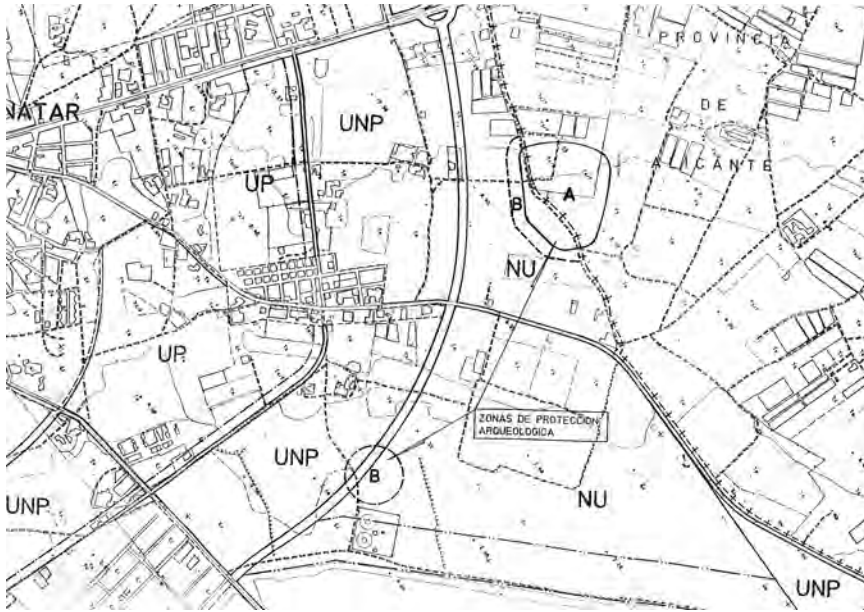 PROVINCIA
DE
ALICANTE
NATAR
UNP
UP
A
B
NU
UP
ZONAS DE PROTECCION
ARQUEOLOGICA
UNP
B
NU
UNP
UNP